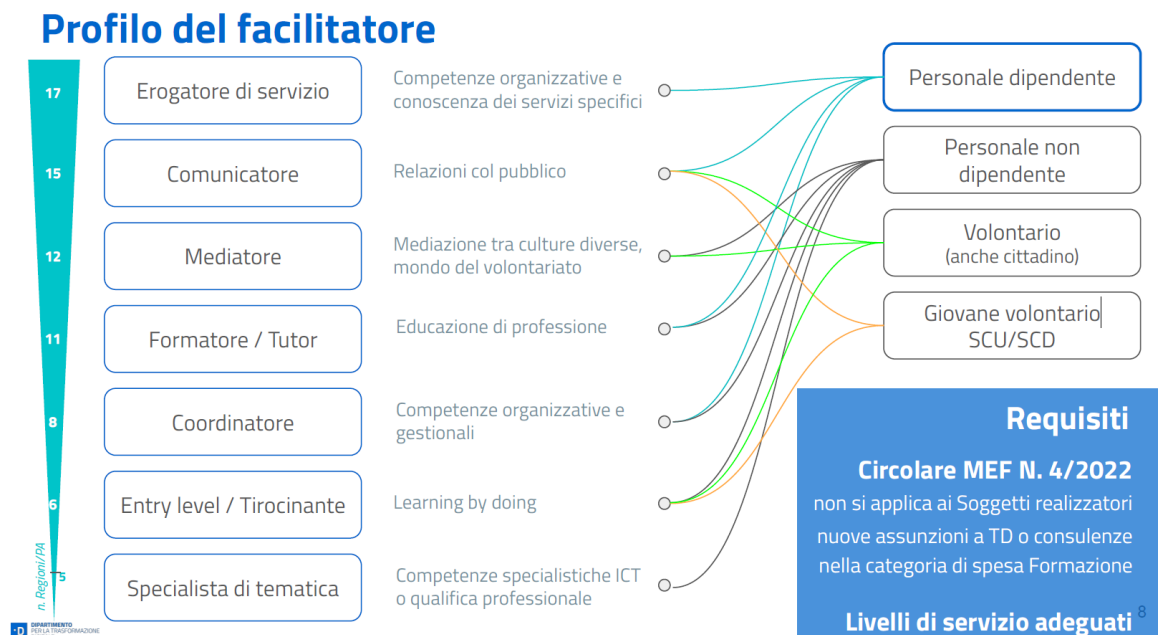 Profilo del facilitatore
17
Erogatore di servizio
Competenze organizzative e
conoscenza dei servizi specifici
Personale dipendente
15
Comunicatore
Relazioni col pubblico
Personale non
dipendente
12
Mediatore
Mediazione tra culture diverse,
mondo del volontariato
Volontario
(anche cittadino)
11
Formatore / Tutor
Educazione di professione
Giovane volontario
SCU/SCD
8
Coordinatore
Competenze organizzative e
gestionali
6
Entry level / Tirocinante
Learning by doing
5
Specialista di tematica
Competenze specialistiche ICT
o qualifica professionale
n. Regioni/PA
Requisiti
Circolare MEF N. 4/2022
non si applica ai Soggetti realizzatori
nuove assunzioni a TD o consulenze
nella categoria di spesa Formazione
Livelli di servizio adeguati
8
DIPARTIMENTO
PER LA TRASFORMAZIONE